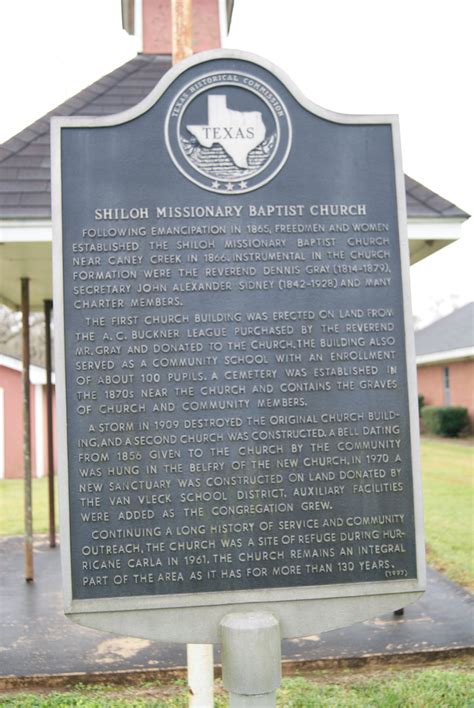 TEXAS HISTORICAL COMMISSION
TEXAS
SHILOH MISSIONARY BAPTIST CHURCH
FOLLOWING EMANCIPATION IN 1865, FREEDMEN AND WOMEN
ESTABLISHED THE SHILOH MISSIONARY BAPTIST CHURCH
NEAR CANEY CREEK IN 1866. INSTRUMENTAL IN THE CHURCH
FORMATION WERE THE REVEREND DENNIS GRAY (1814-1879),
SECRETARY JOHN ALEXANDER SIDNEY (1842-1928) AND MANY
CHARTER MEMBERS.
THE FIRST CHURCH BUILDING WAS ERECTED ON LAND FROM
THE A. C. BUCKNER LEAGUE PURCHASED BY THE REVEREND
MR. GRAY AND DONATED TO THE CHURCH. THE BUILDING ALSO
SERVED AS A COMMUNITY SCHOOL WITH AN ENROLLMENT
OF ABOUT 100 PUPILS. A CEMETERY WAS ESTABLISHED IN
THE 1870s NEAR THE CHURCH AND CONTAINS THE GRAVES
OF CHURCH AND COMMUNITY MEMBERS.
A STORM IN 1909 DESTROYED THE ORIGINAL CHURCH BUILD-
ING, AND A SECOND CHURCH WAS CONSTRUCTED. A BELL DATING
FROM 1856 GIVEN TO THE CHURCH BY THE COMMUNITY
WAS HUNG IN THE BELFRY OF THE NEW CHURCH. IN 1970 A
NEW SANCTUARY WAS CONSTRUCTED ON LAND DONATED BY
THE VAN VLECK SCHOOL DISTRICT. AUXILIARY FACILITIES
WERE ADDED AS THE CONGREGATION GREW.
CONTINUING A LONG HISTORY OF SERVICE AND COMMUNITY
OUTREACH, THE CHURCH WAS A SITE OF REFUGE DURING HUR-
RICANE CARLA IN 1961. THE CHURCH REMAINS AN INTEGRAL
PART OF THE AREA AS IT HAS FOR MORE THAN 130 YEARS.
(1997)